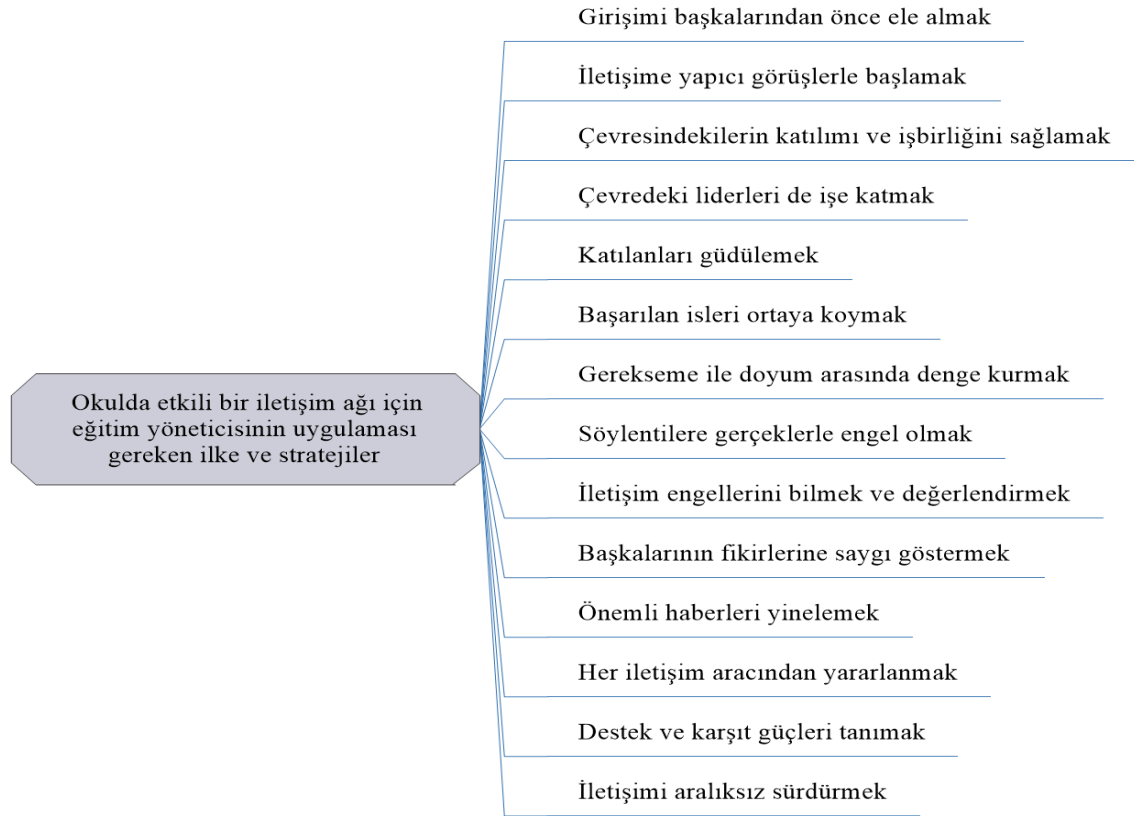 Girişimi başkalarından önce ele almak
İletişime yapıcı görüşlerle başlamak
Çevresindekilerin katılımı ve işbirliğini sağlamak
Çevredeki liderleri de işe katmak
Katılanları güdülemek
Başarılan isleri ortaya koymak
Gerekseme ile doyum arasında denge kurmak
Okulda etkili bir iletişim ağı için
eğitim yöneticisinin uygulaması
gereken ilke ve stratejiler
Söylentilere gerçeklerle engel olmak
İletişim engellerini bilmek ve değerlendirmek
Başkalarının fikirlerine saygı göstermek
Önemli haberleri yinelemek
Her iletişim aracından yararlanmak
Destek ve karşıt güçleri tanımak
İletişimi aralıksız sürdürmek